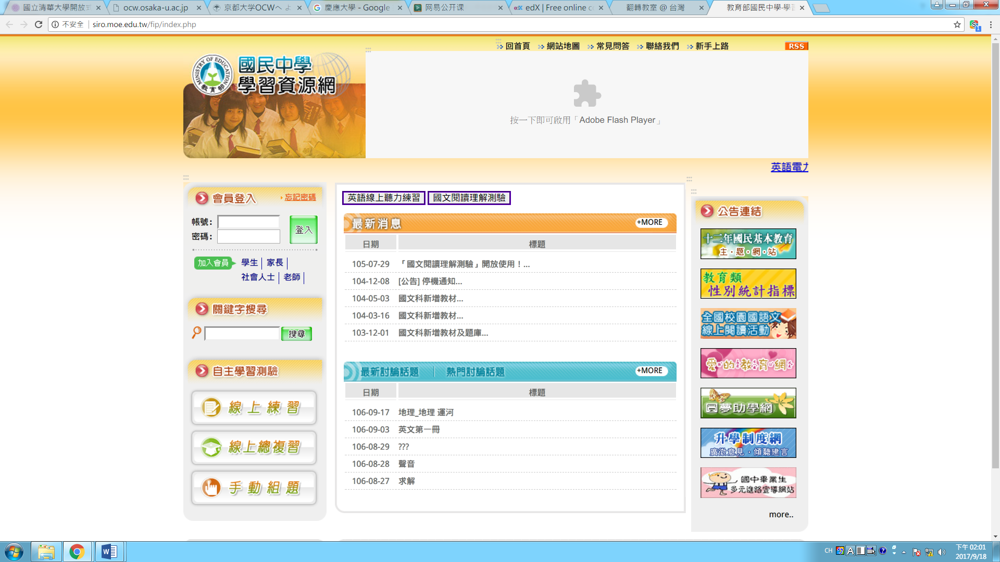 國立清華大學開放式
ocw.osaka-u.ac.jp
京都大学OCWへ よ
慶應大學 - Google
网易公开课
edX | Free online c
翻轉教室 @ 台灣
教育部國民中學·學習
不安全 siro.moe.edu.tw/fip/index.php
回首頁 網站地圖 常見問答 聯絡我們 新手上路 RSS
MINISTRY OF EDUCATION
教育部
國民中學
學習資源網
按一下即可啟用「Adobe Flash Player」
英語電力
會員登入 忘記密碼
帳號：
密碼：
登入
加入會員 學生 家長
社會人士 老師
關鍵字搜尋
搜尋
自主學習測驗
線上練習
線上總複習
手動組題
英語線上聽力練習 國文閱讀理解測驗
最新消息 +MORE
日期 標題
105-07-29 「國文閱讀理解測驗」開放使用！...
104-12-08 [公告] 停機通知...
104-05-03 國文科新增教材...
104-03-16 國文科新增教材...
103-12-01 國文科新增教材及題庫...
最新討論話題 熱門討論話題 +MORE
日期 標題
106-09-17 地理_地理 運河
106-09-03 英文第一冊
106-08-29 ???
106-08-28 聲音
106-08-27 求解
公告連結
十二年國民基本教育
主·題·網·站
教育類
性別統計指標
全國校園國語文
線上閱讀活動
愛的教育網
圓夢助學網
升學制度網
廣徵意見·傾聽建言
國中畢業生
多元進路宣導網站
more..
CH
下午 02:01
2017/9/18